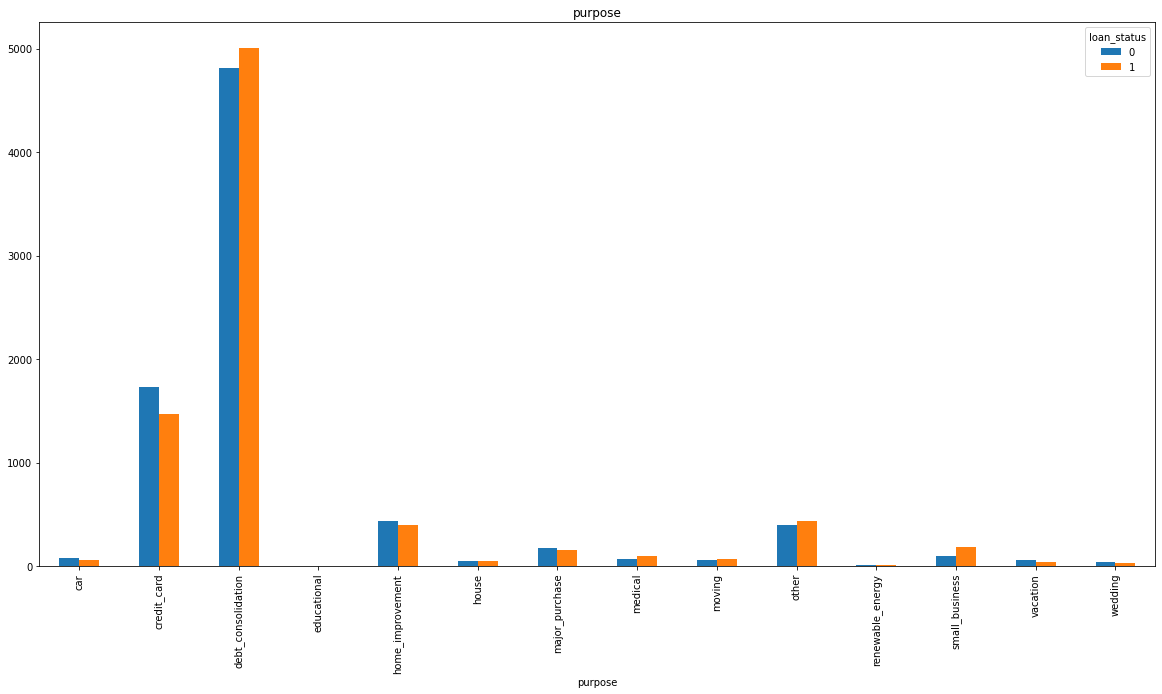 purpose
loan_status
0
1
5000
4000
3000
2000
1000
0
car
credit_card
debt_consolidation
educational
home_improvement
house
major_purchase
medical
moving
other
renewable_energy
small_business
vacation
wedding
purpose